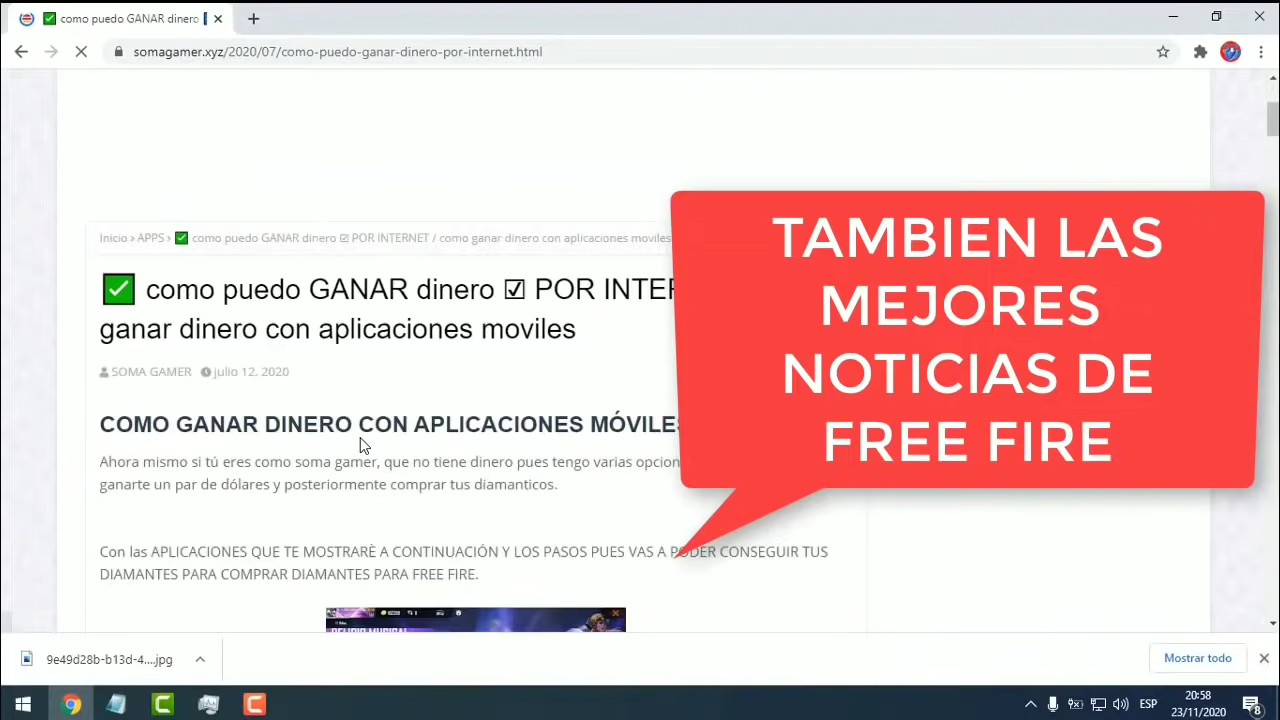 ✅ como puedo GANAR dinero
somagamer.xyz/2020/07/como-puedo-ganar-dinero-por-internet.html
Inicio › APPS › ✅ como puedo GANAR dinero ☑ POR INTERNET / como ganar dinero con aplicaciones moviles
✅ como puedo GANAR dinero ☑ POR INTER
ganar dinero con aplicaciones moviles
SOMA GAMER julio 12, 2020
COMO GANAR DINERO CON APLICACIONES MÓVILES
Ahora mismo si tú eres como soma gamer, que no tiene dinero pues tengo varias opcion
ganarte un par de dólares y posteriormente comprar tus diamanticos.
Con las APLICACIONES QUE TE MOSTRARÈ A CONTINUACIÓN Y LOS PASOS PUES VAS A PODER CONSEGUIR TUS
DIAMANTES PARA COMPRAR DIAMANTES PARA FREE FIRE.
TAMBIEN LAS
MEJORES
NOTICIAS DE
FREE FIRE
9e49d28b-b13d-4....jpg
Mostrar todo
ESP
20:58
23/11/2020
8